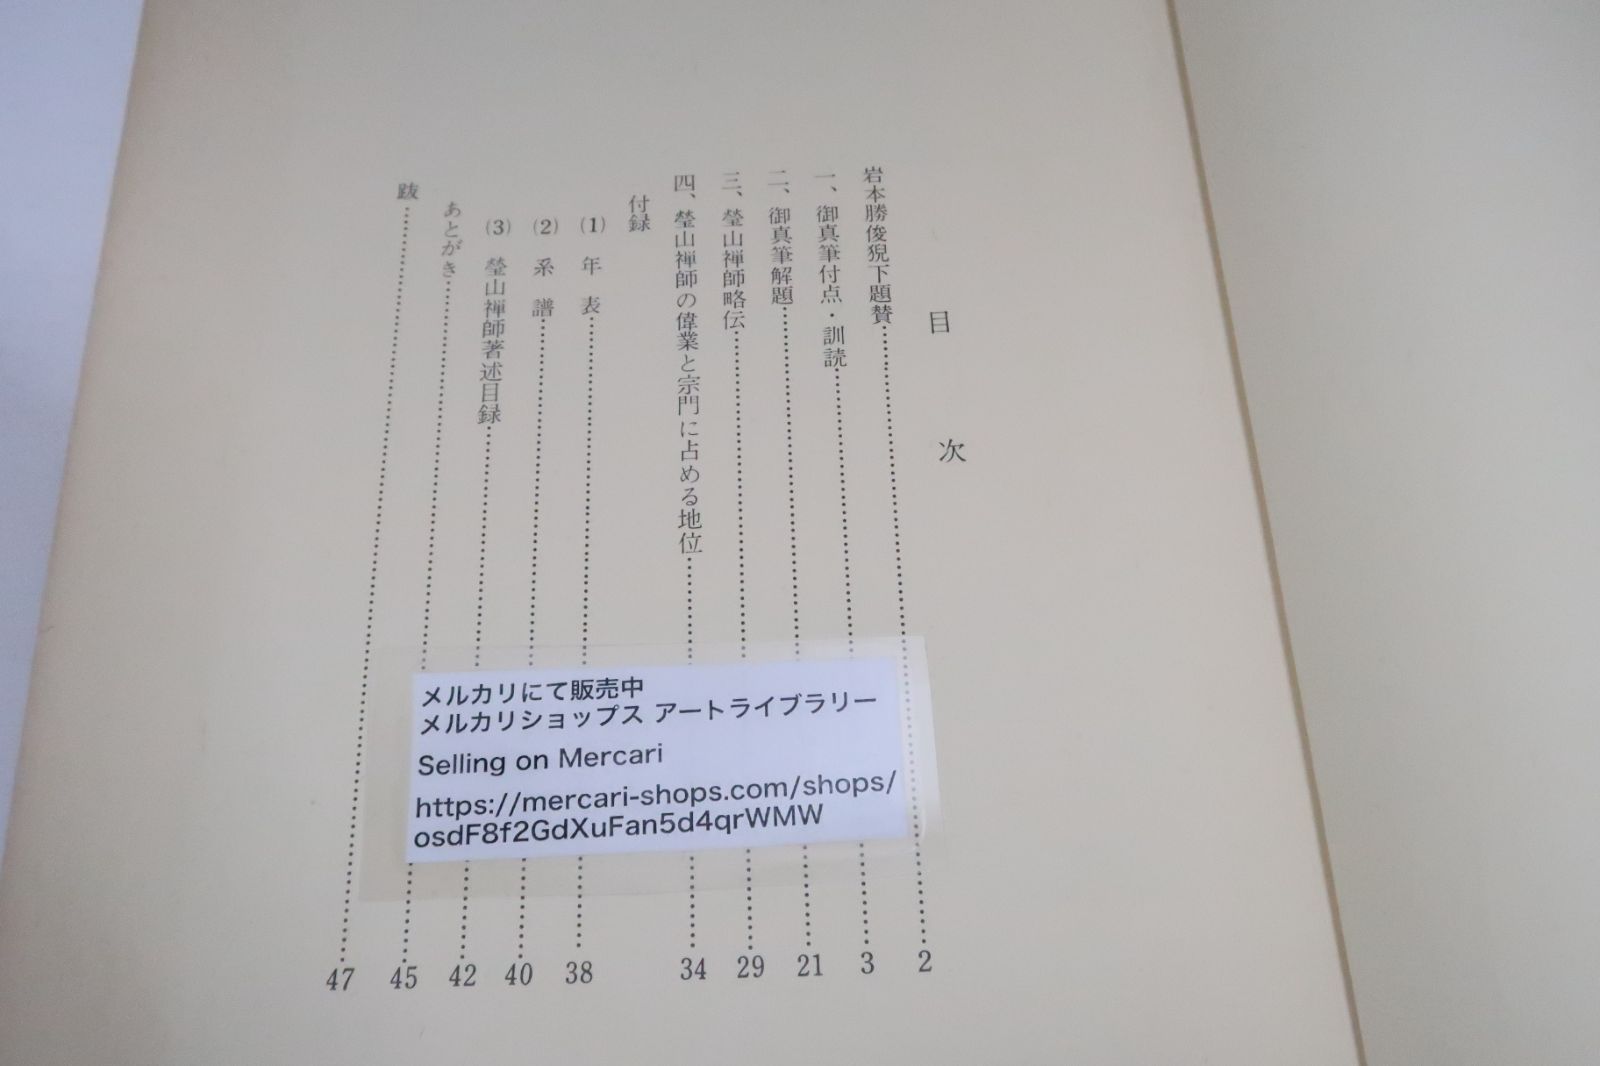 目次
岩本勝俊猊下題賛 2
一、御真筆付点・訓読 3
二、御真筆解題 21
三、瑩山禅師略伝 29
四、瑩山禅師の偉業と宗門に占める地位 34
付録
(1) 年表 38
(2) 系譜 40
(3) 瑩山禅師著述目録 42
あとがき 45
跋 47
メルカリにて販売中
メルカリショップス アートライブラリー
Selling on Mercari
https://mercari-shops.com/shops/
osdF8f2GdXuFan5d4qrWMW